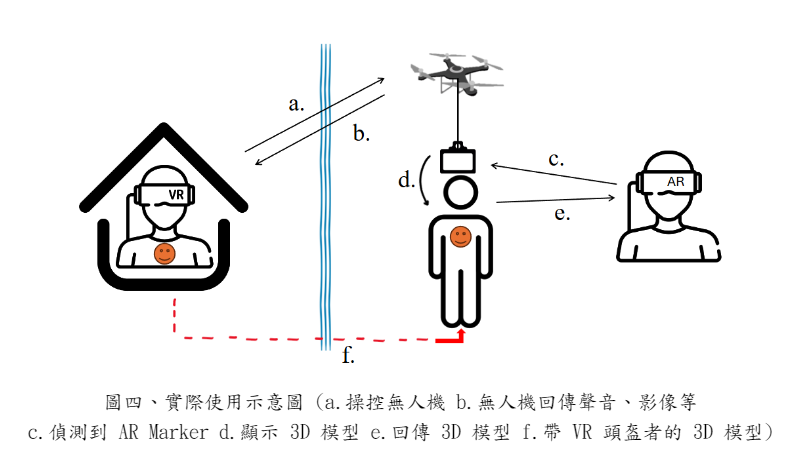 a.
b.
c.
VR
d.
AR
e.
f.
圖四、實際使用示意圖 (a.操控無人機 b.無人機回傳聲音、影像等
c.偵測到 AR Marker d.顯示 3D 模型 e.回傳 3D 模型 f.帶 VR 頭盔者的 3D 模型)